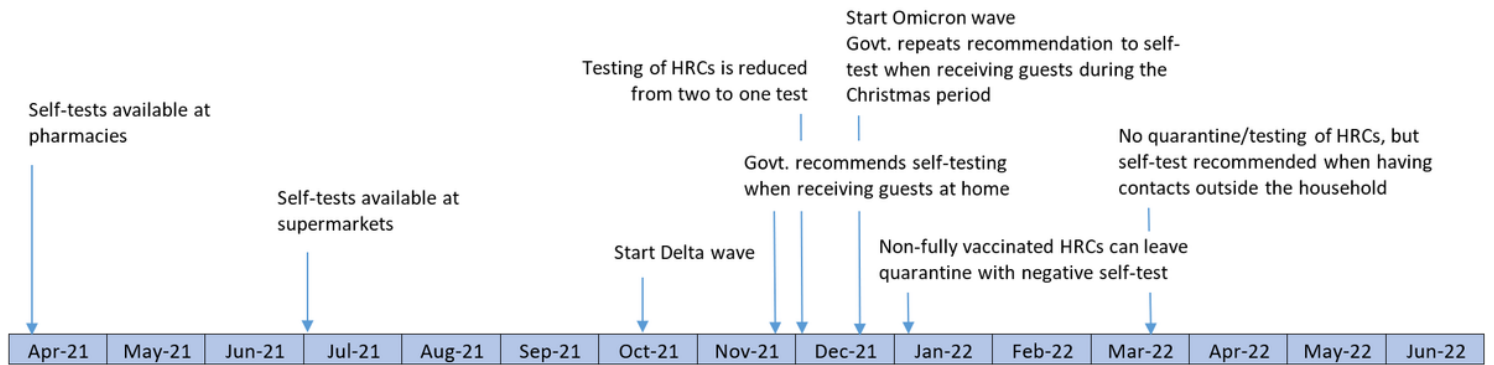 Start Omicron wave
Govt. repeats recommendation to self-
test when receiving guests during the
Christmas period
Testing of HRCs is reduced
from two to one test
Self-tests available at
pharmacies
No quarantine/testing of HRCs, but
self-test recommended when having
contacts outside the household
Govt. recommends self-testing
when receiving guests at home
Self-tests available at
supermarkets
Start Delta wave
Non-fully vaccinated HRCs can leave
quarantine with negative self-test
Apr-21 May-21 Jun-21 Jul-21 Aug-21 Sep-21 Oct-21 Nov-21 Dec-21 Jan-22 Feb-22 Mar-22 Apr-22 May-22 Jun-22